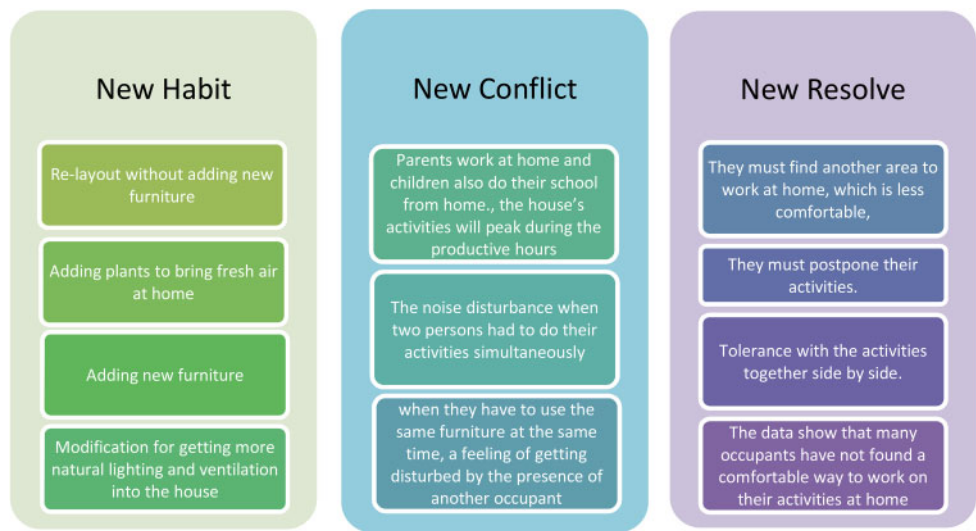 New Habit
Re-layout without adding new
furniture
Adding plants to bring fresh air
at home
Adding new furniture
Modification for getting more
natural lighting and ventilation
into the house
New Conflict
Parents work at home and
children also do their school
from home., the house's
activities will peak during the
productive hours
The noise disturbance when
two persons had to do their
activities simultaneously
when they have to use the
same furniture at the same
time, a feeling of getting
disturbed by the presence of
another occupant
New Resolve
They must find another area to
work at home, which is less
comfortable,
They must postpone their
activities.
Tolerance with the activities
together side by side.
The data show that many
occupants have not found a
comfortable way to work on
their activities at home